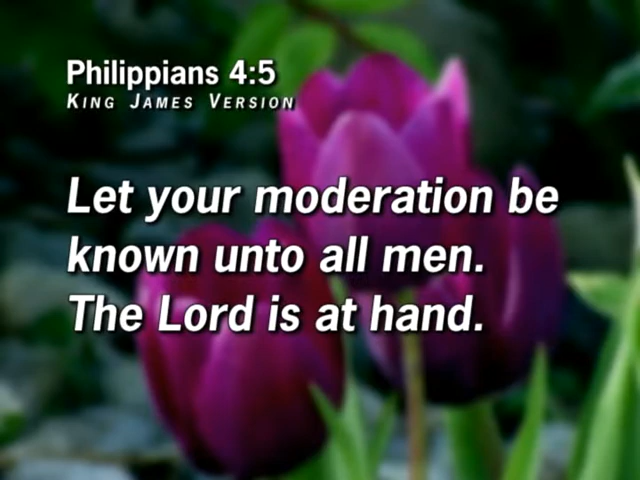 Philippians 4:5
King James Version
Let your moderation be
known unto all men.
The Lord is at hand.